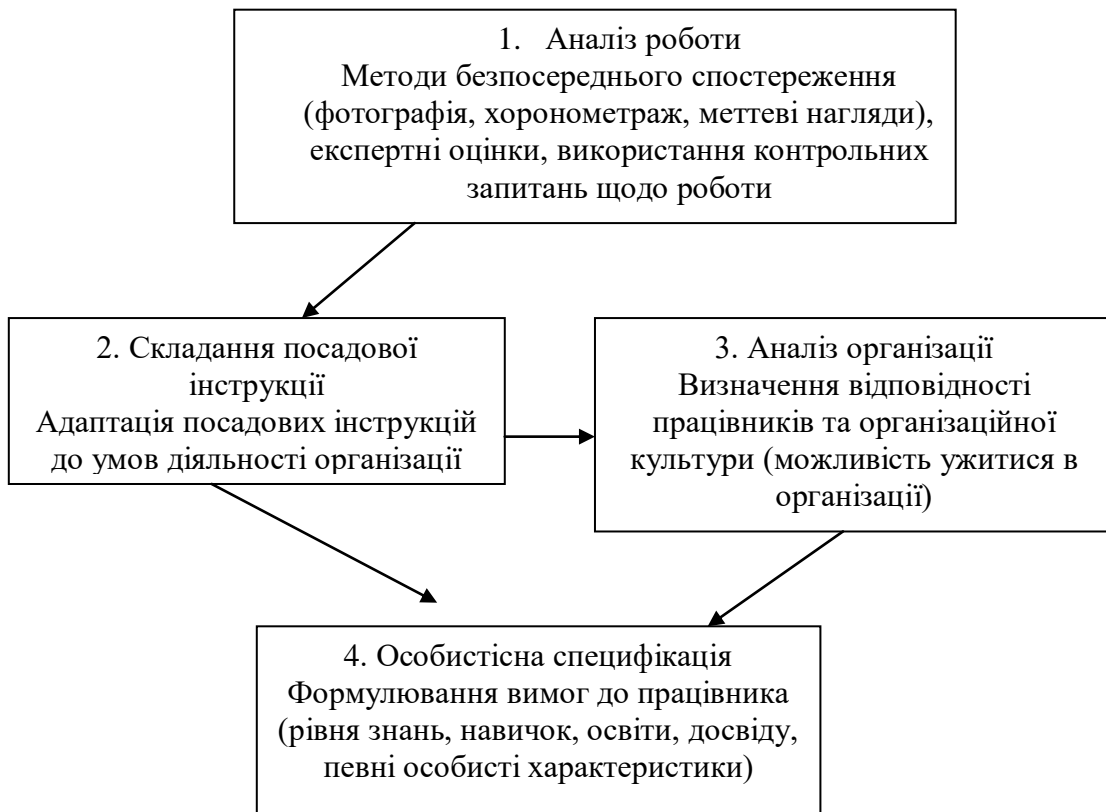 1. Аналіз роботи
Методи безпосереднього спостереження
(фотографія, хоронометраж, меттеві нагляди),
експертні оцінки, використання контрольних
запитань щодо роботи
2. Складання посадової
інструкції
Адаптація посадових інструкцій
до умов діяльності організації
3. Аналіз організації
Визначення відповідності
працівників та організаційної
культури (можливість ужитися в
організації)
4. Особистісна специфікація
Формулювання вимог до працівника
(рівня знань, навичок, освіти, досвіду,
певні особисті характеристики)